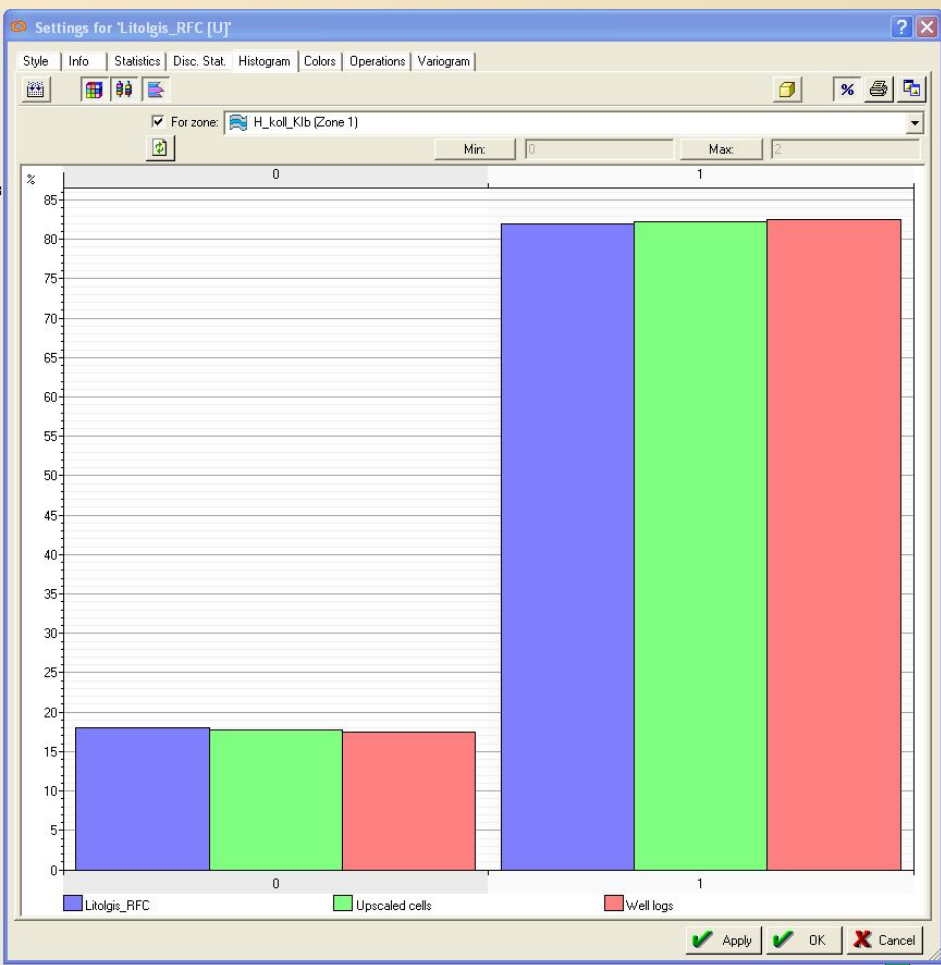 Settings for 'Litolgis_RFC [U]'
Style Info Statistics Disc. Stat. Histogram Colors Operations Variogram
%
For zone: H_koll_Klb (Zone 1)
Min: 0 Max: 2
% 0 1
85
80
75
70
65
60
55
50
45
40
35
30
25
20
15
10
5
0
0 1
Litolgis_RFC Upscaled cells Well logs
Apply OK Cancel